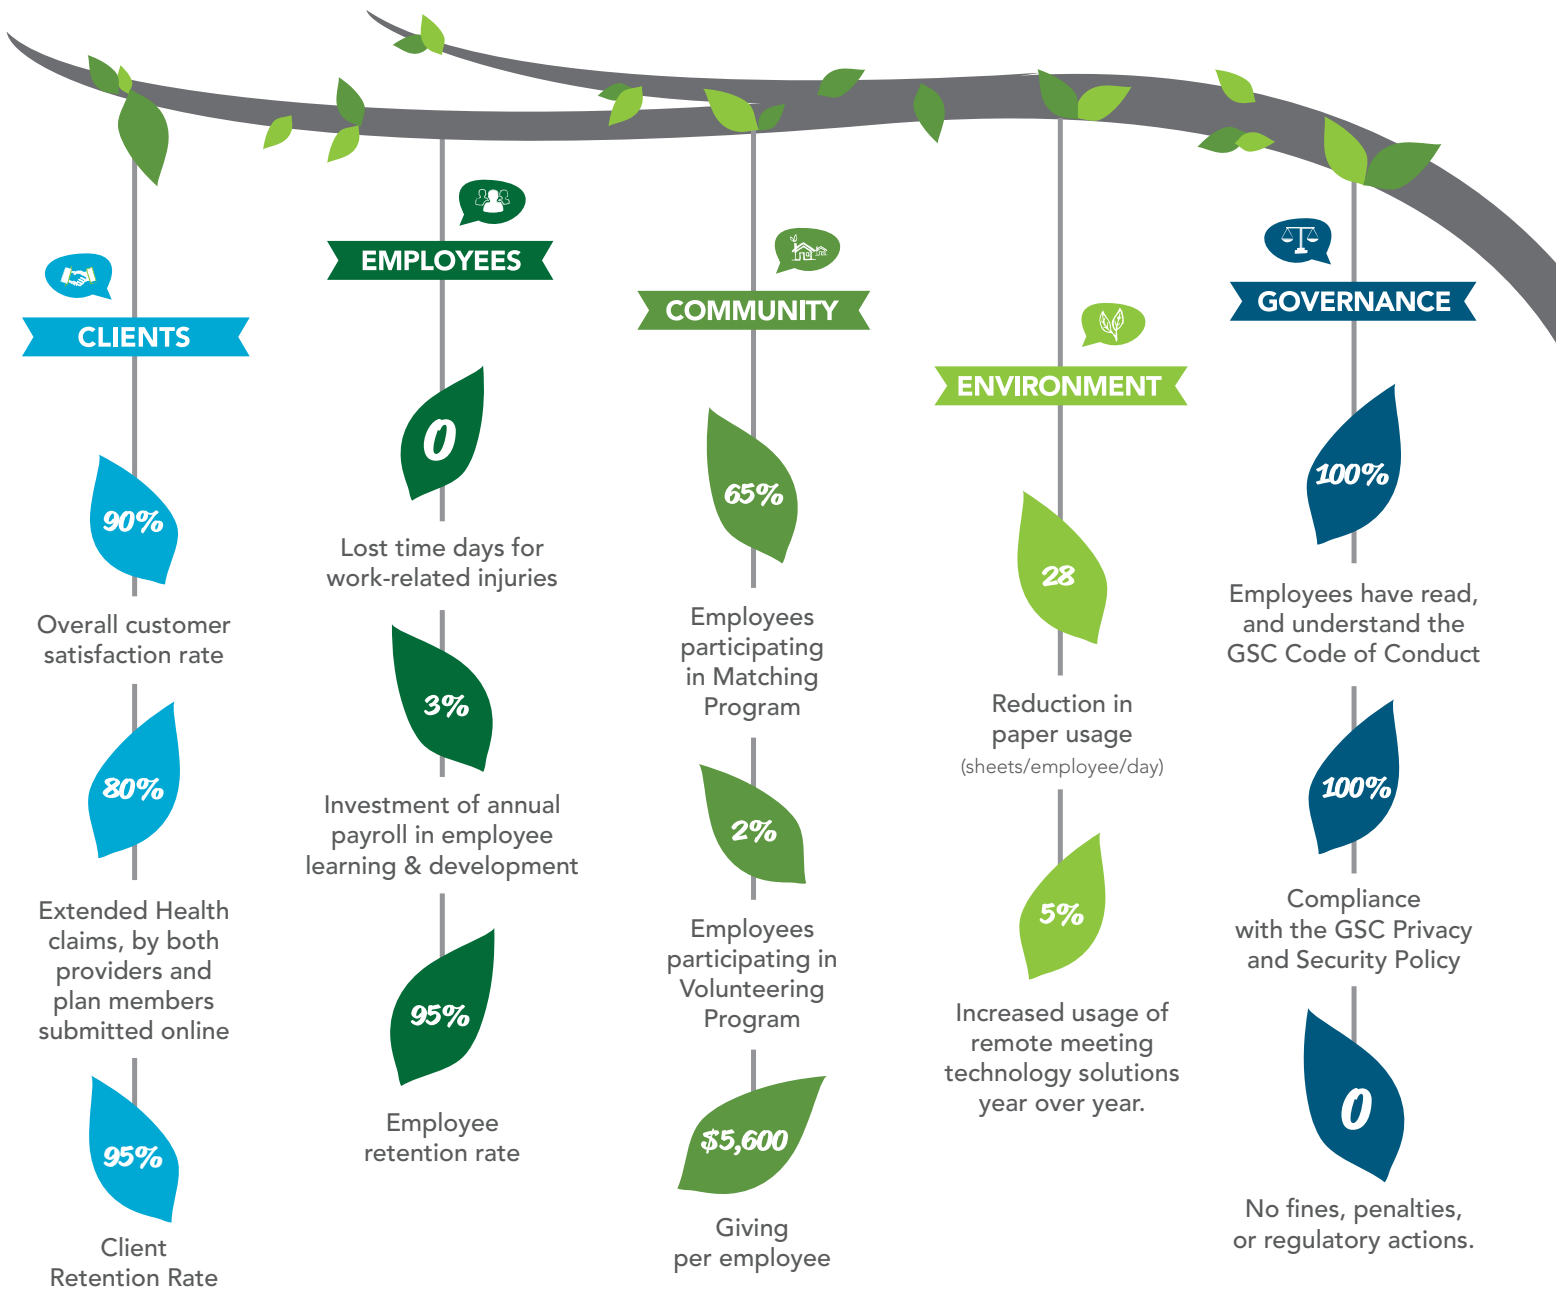 CLIENTS
90%
Overall customer
satisfaction rate
80%
Extended Health
claims, by both
providers and
plan members
submitted online
95%
Client
Retention Rate
EMPLOYEES
0
Lost time days for
work-related injuries
3%
Investment of annual
payroll in employee
learning & development
95%
Employee
retention rate
COMMUNITY
65%
Employees
participating
in Matching
Program
2%
Employees
participating in
Volunteering
Program
$5,600
Giving
per employee
ENVIRONMENT
28
Reduction in
paper usage
(sheets/employee/day)
5%
Increased usage of
remote meeting
technology solutions
year over year.
GOVERNANCE
100%
Employees have read,
and understand the
GSC Code of Conduct
100%
Compliance
with the GSC Privacy
and Security Policy
0
No fines, penalties,
or regulatory actions.